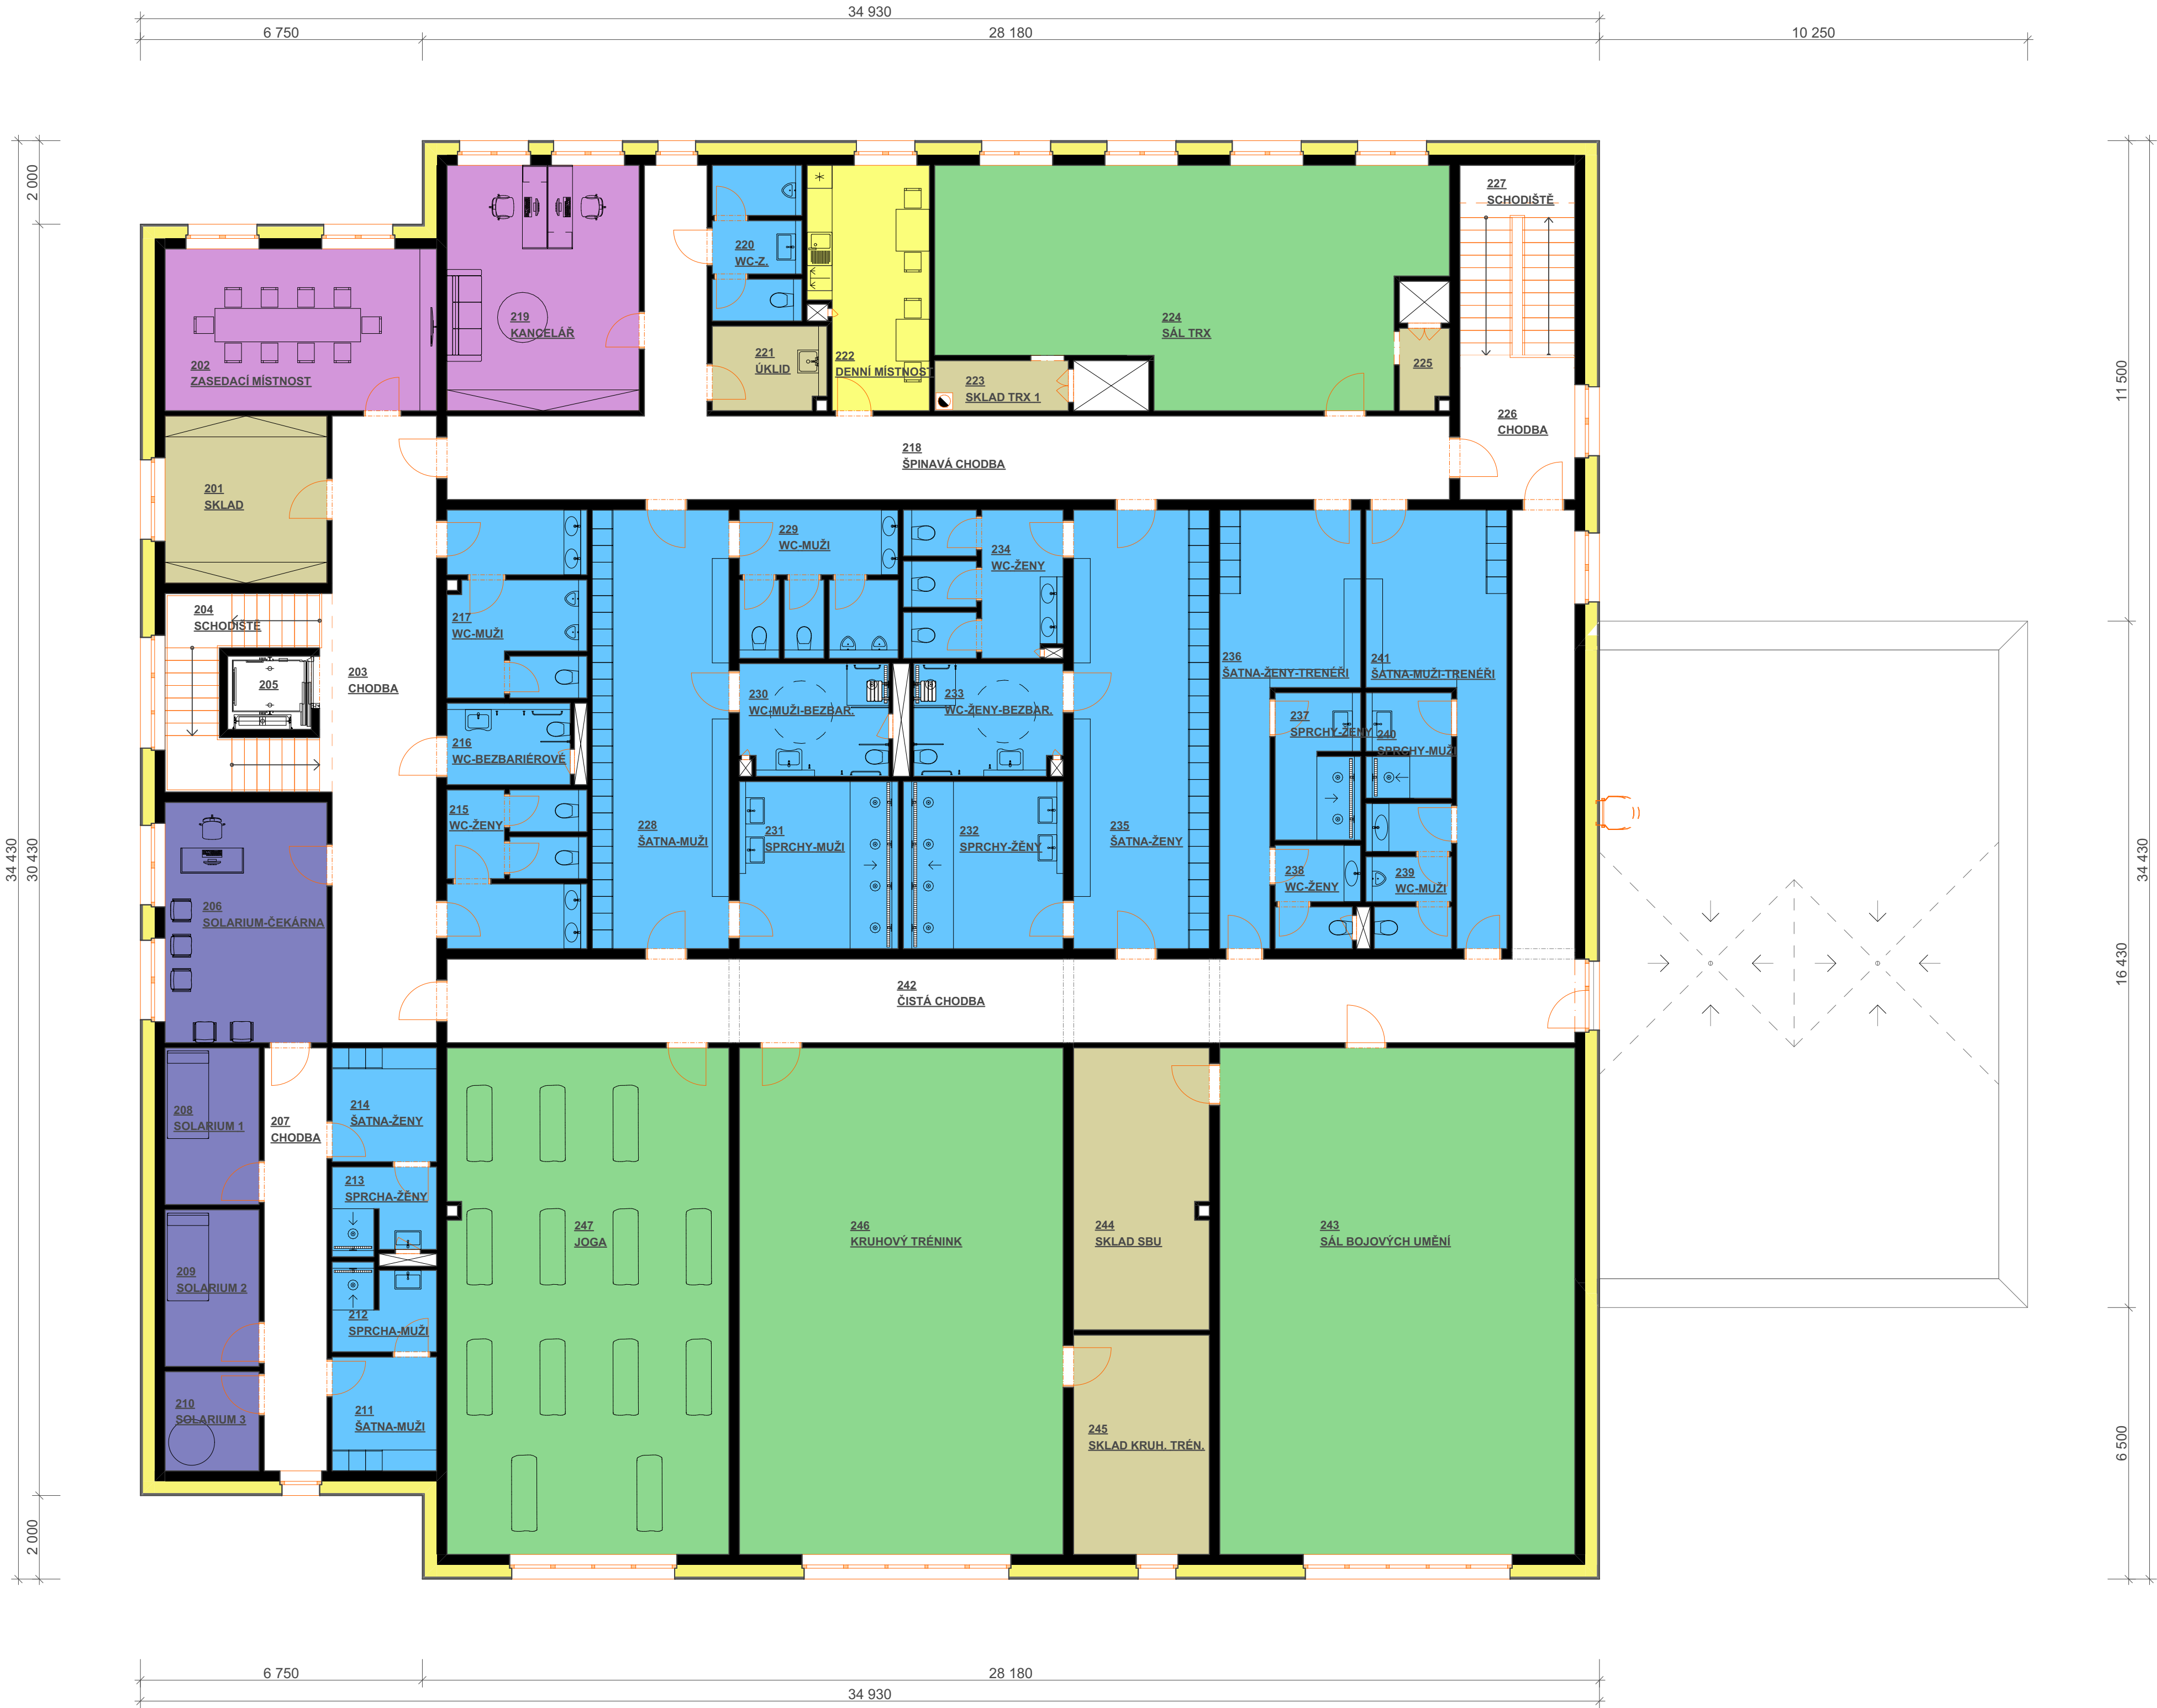 34 930
6 750
28 180
10 250
2 000
34 430
30 430
2 000
11 500
34 430
16 430
6 500
227
SCHODIŠTĚ
220
WC-Z.
219
KANCELÁŘ
224
SÁL TRX
202
ZASEDACÍ MÍSTNOST
221
ÚKLID
222
DENNÍ MÍSTNOST
223
SKLAD TRX 1
225
226
CHODBA
218
ŠPINAVÁ CHODBA
201
SKLAD
229
WC-MUŽI
234
WC-ŽENY
204
SCHODIŠTĚ
217
WC-MUŽI
203
CHODBA
205
236
ŠATNA-ŽENY-TRENÉŘI
241
ŠATNA-MUŽI-TRENÉŘI
230
WC-MUŽI-BEZBAR.
233
WC-ŽENY-BEZBAR.
237
SPRCHY-ŽENY
240
SPRCHY-MUŽI
216
WC-BEZBARIÉROVÉ
215
WC-ŽENY
228
ŠATNA-MUŽI
231
SPRCHY-MUŽI
232
SPRCHY-ŽĚNY
235
ŠATNA-ŽENY
238
WC-ŽENY
239
WC-MUŽI
206
SOLARIUM-ČEKÁRNA
242
ČISTÁ CHODBA
208
SOLARIUM 1
207
CHODBA
214
ŠATNA-ŽENY
213
SPRCHA-ŽĚNY
209
SOLARIUM 2
212
SPRCHA-MUŽI
210
SOLARIUM 3
211
ŠATNA-MUŽI
247
JOGA
246
KRUHOVÝ TRÉNINK
244
SKLAD SBU
243
SÁL BOJOVÝCH UMĚNÍ
245
SKLAD KRUH. TRÉN.
6 750
28 180
34 930